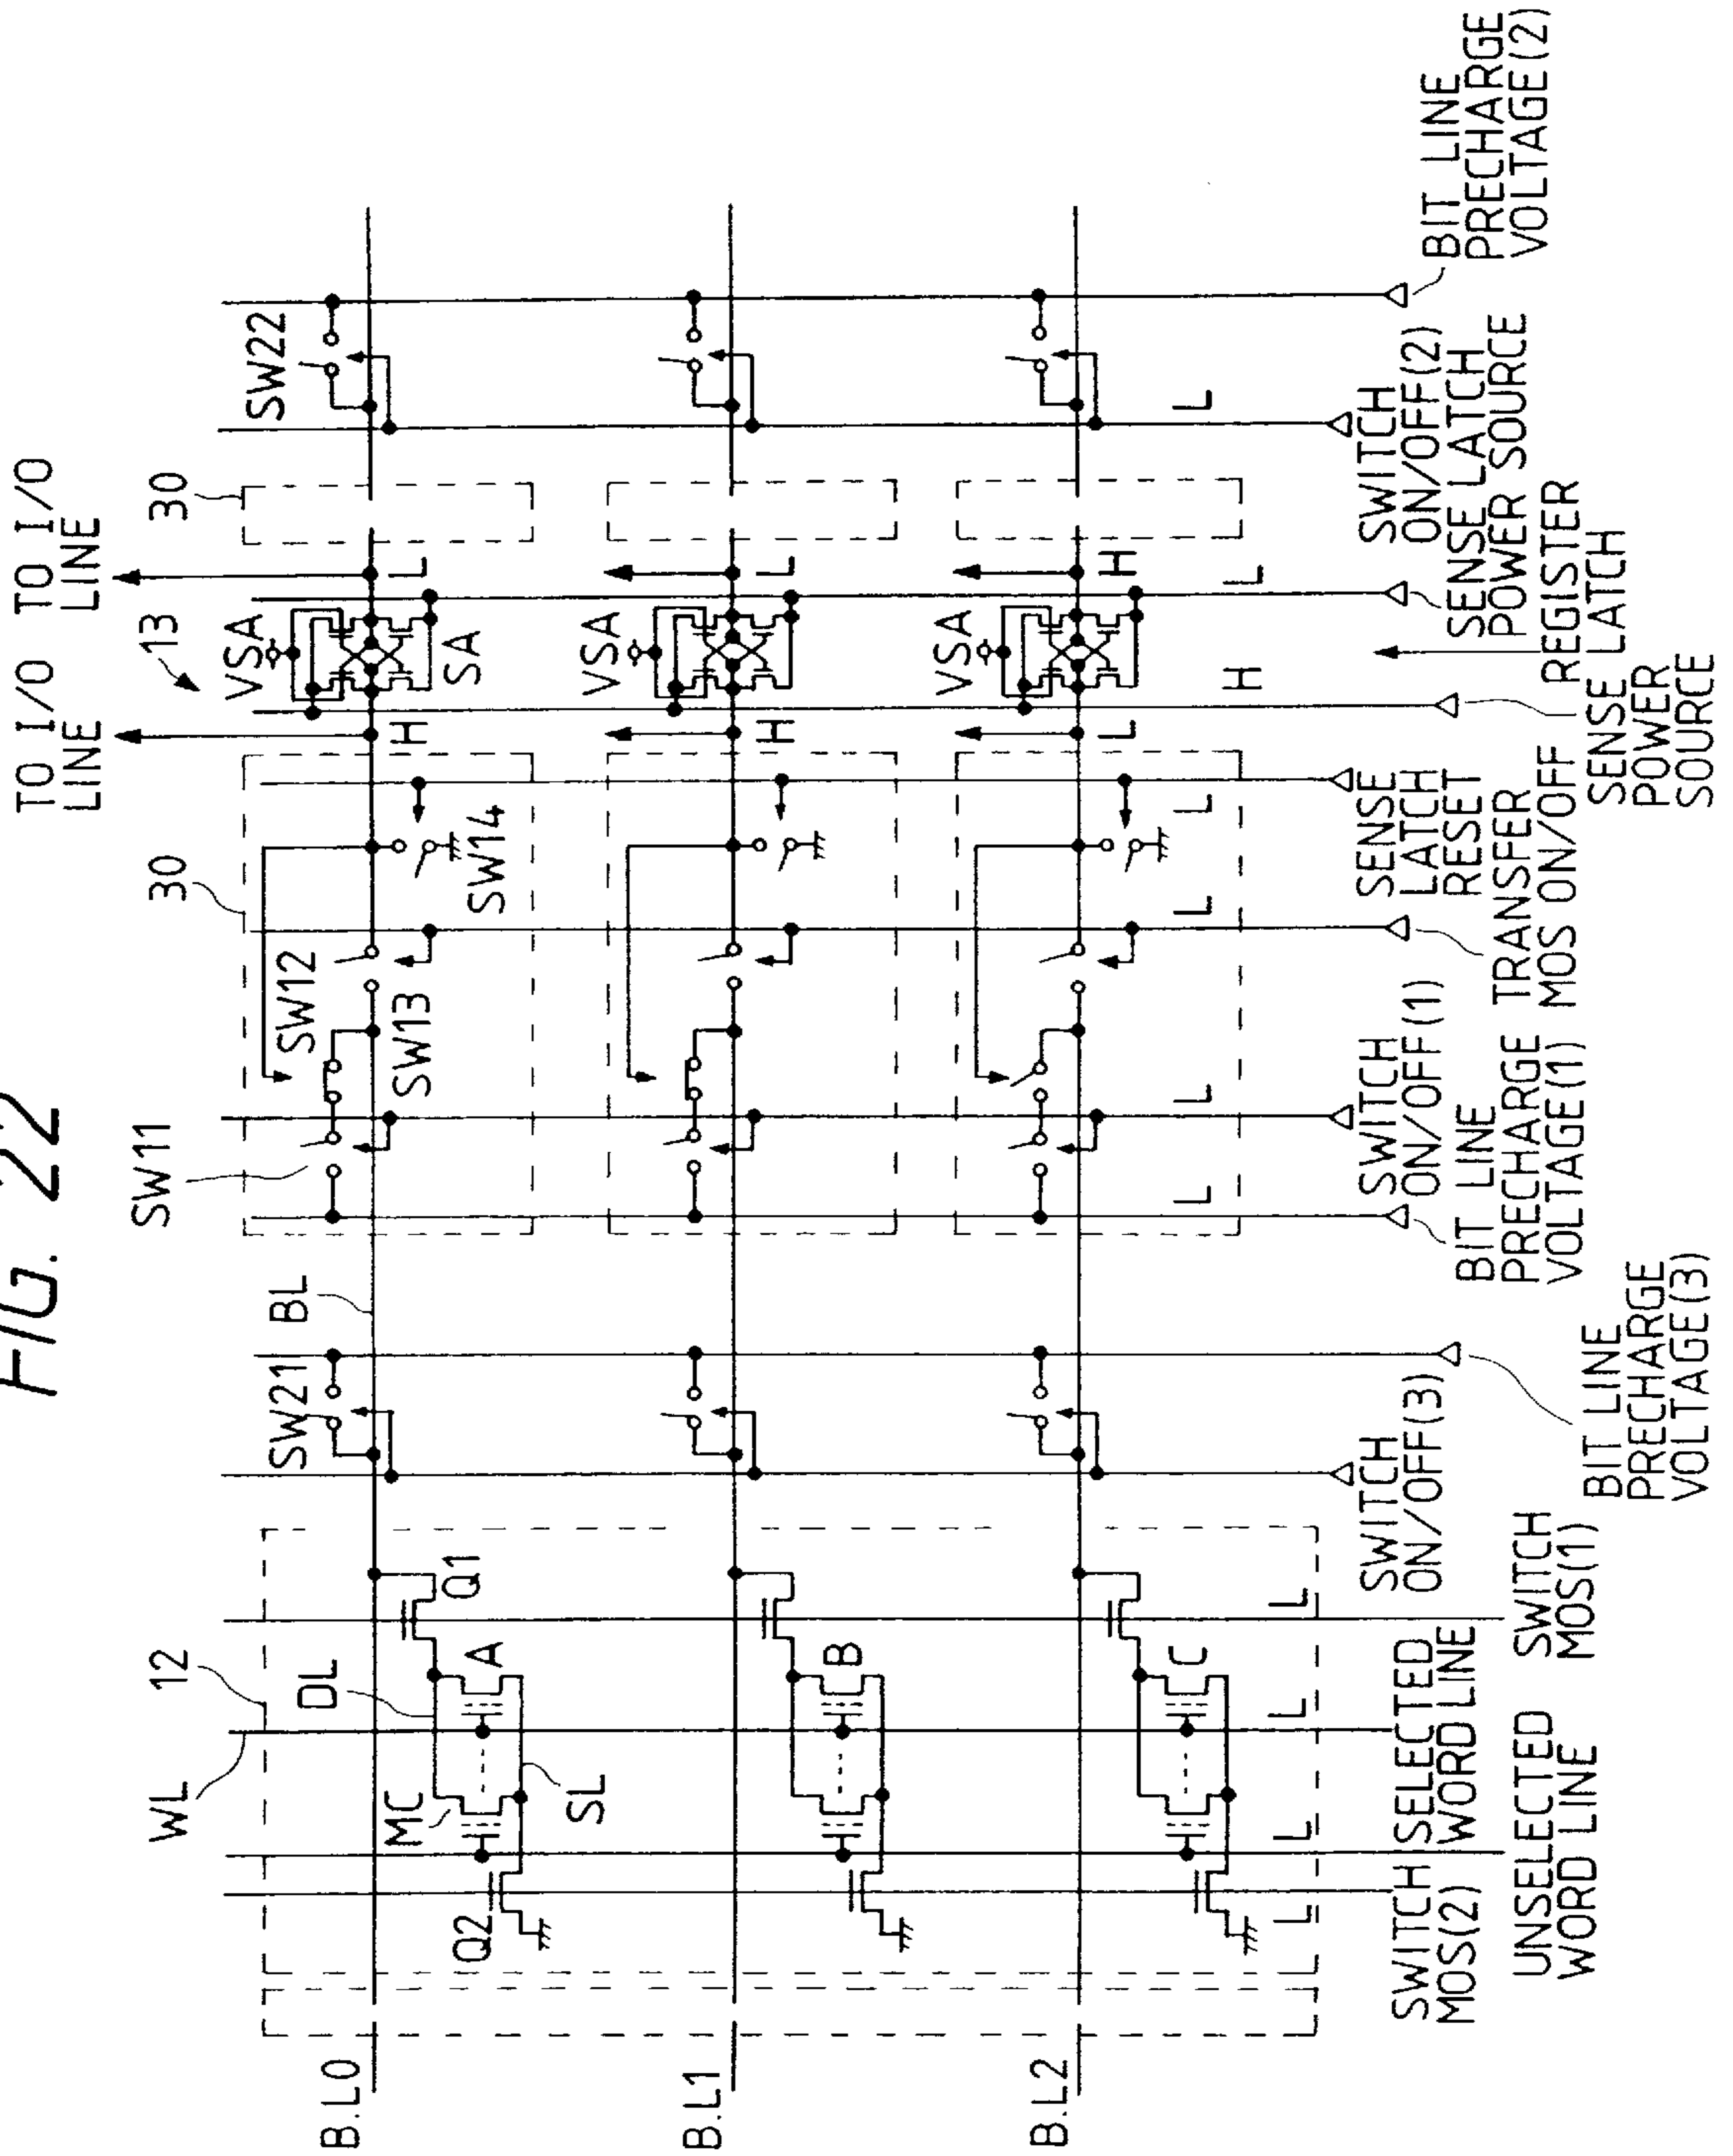 FIG. 22
TO I/O
LINE
TO I/O
LINE
WL
12
SW11
30
13
30
DL
SW21
BL
SW12
VSA
SW22
B.L0
MC
A
Q1
SW13
SW14
H
SA
L
Q2
SL
B.L1
B
VSA
H
L
B.L2
C
VSA
L
H
L
L
L
L
L
L
L
L
H
L
L
SWITCH
MOS(2)
UNSELECTED
WORD LINE
SELECTED
WORD LINE
SWITCH
MOS(1)
SWITCH
ON/OFF(3)
BIT LINE
PRECHARGE
VOLTAGE(3)
BIT LINE
PRECHARGE
VOLTAGE(1)
SWITCH
ON/OFF(1)
TRANSFER
MOS ON/OFF
SENSE
LATCH
RESET
SENSE
POWER
SOURCE
REGISTER
LATCH
SENSE LATCH
POWER SOURCE
SWITCH
ON/OFF(2)
BIT LINE
PRECHARGE
VOLTAGE(2)